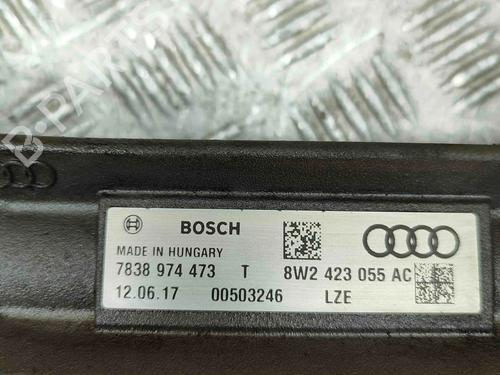 B-Parts
BOSCH
MADE IN HUNGARY
7838 974 473 T 8W2 423 055 AC
12.06.17 00503246 LZE